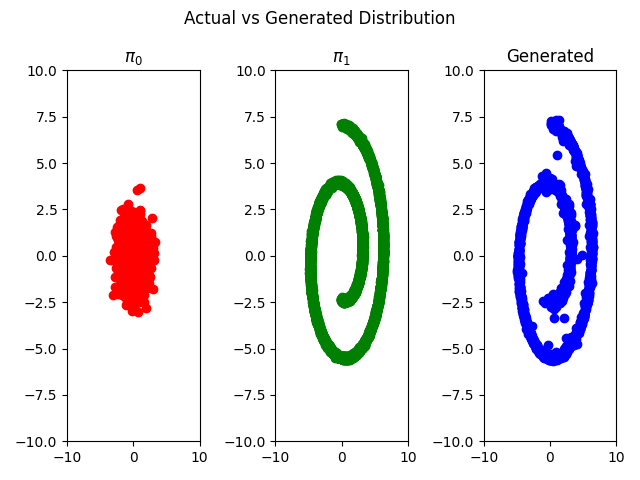 Actual vs Generated Distribution
π₀ π₁ Generated
10.0 10.0 10.0
7.5 7.5 7.5
5.0 5.0 5.0
2.5 2.5 2.5
0.0 0.0 0.0
−2.5 −2.5 −2.5
−5.0 −5.0 −5.0
−7.5 −7.5 −7.5
−10.0 −10.0 −10.0
−10 0 10 −10 0 10 −10 0 10